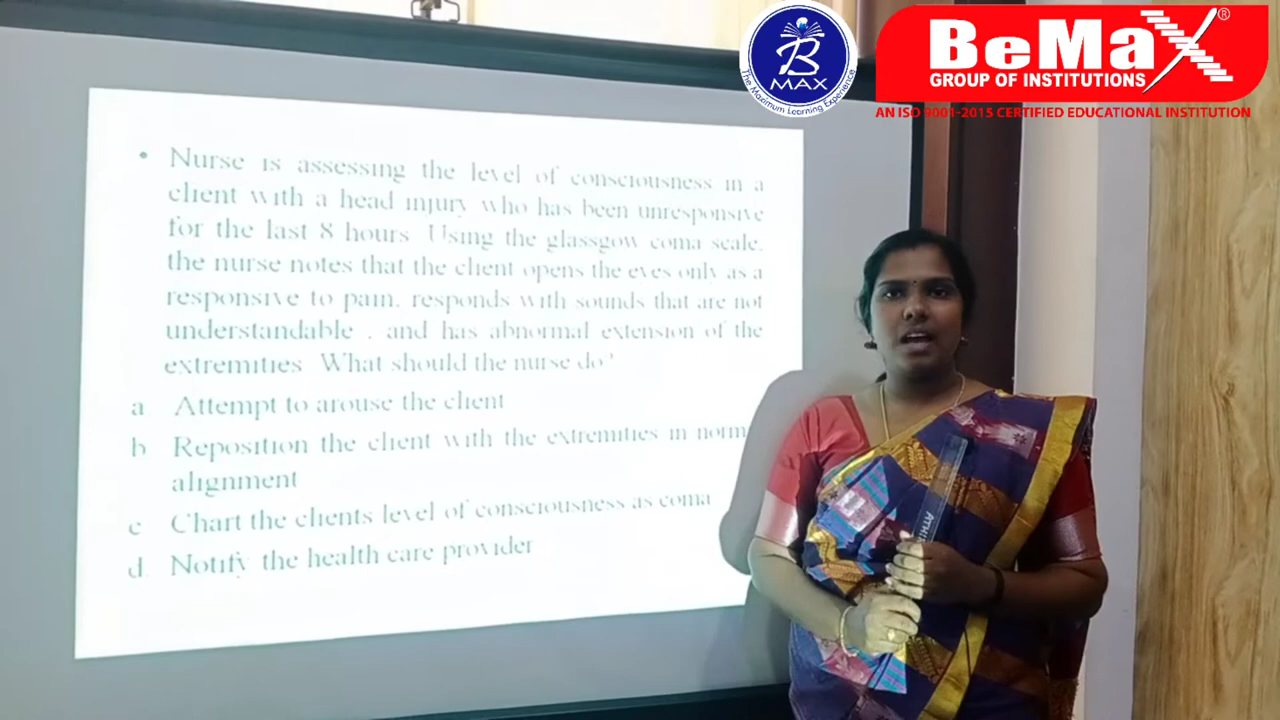 B
MAX
The Maximum Learning Experience
BeMax®
GROUP OF INSTITUTIONS
AN ISO 9001-2015 CERTIFIED EDUCATIONAL INSTITUTION
• Nurse is assessing the level of consciousness in a
client with a head injury who has been unresponsive
for the last 8 hours. Using the glassgow coma scale,
the nurse notes that the client opens the eyes only as a
responsive to pain, responds with sounds that are not
understandable , and has abnormal extension of the
extremities. What should the nurse do?
a Attempt to arouse the client
b Reposition the client with the extremities in norm
alignment
c Chart the clients level of consciousness as coma
d. Notify the health care provider